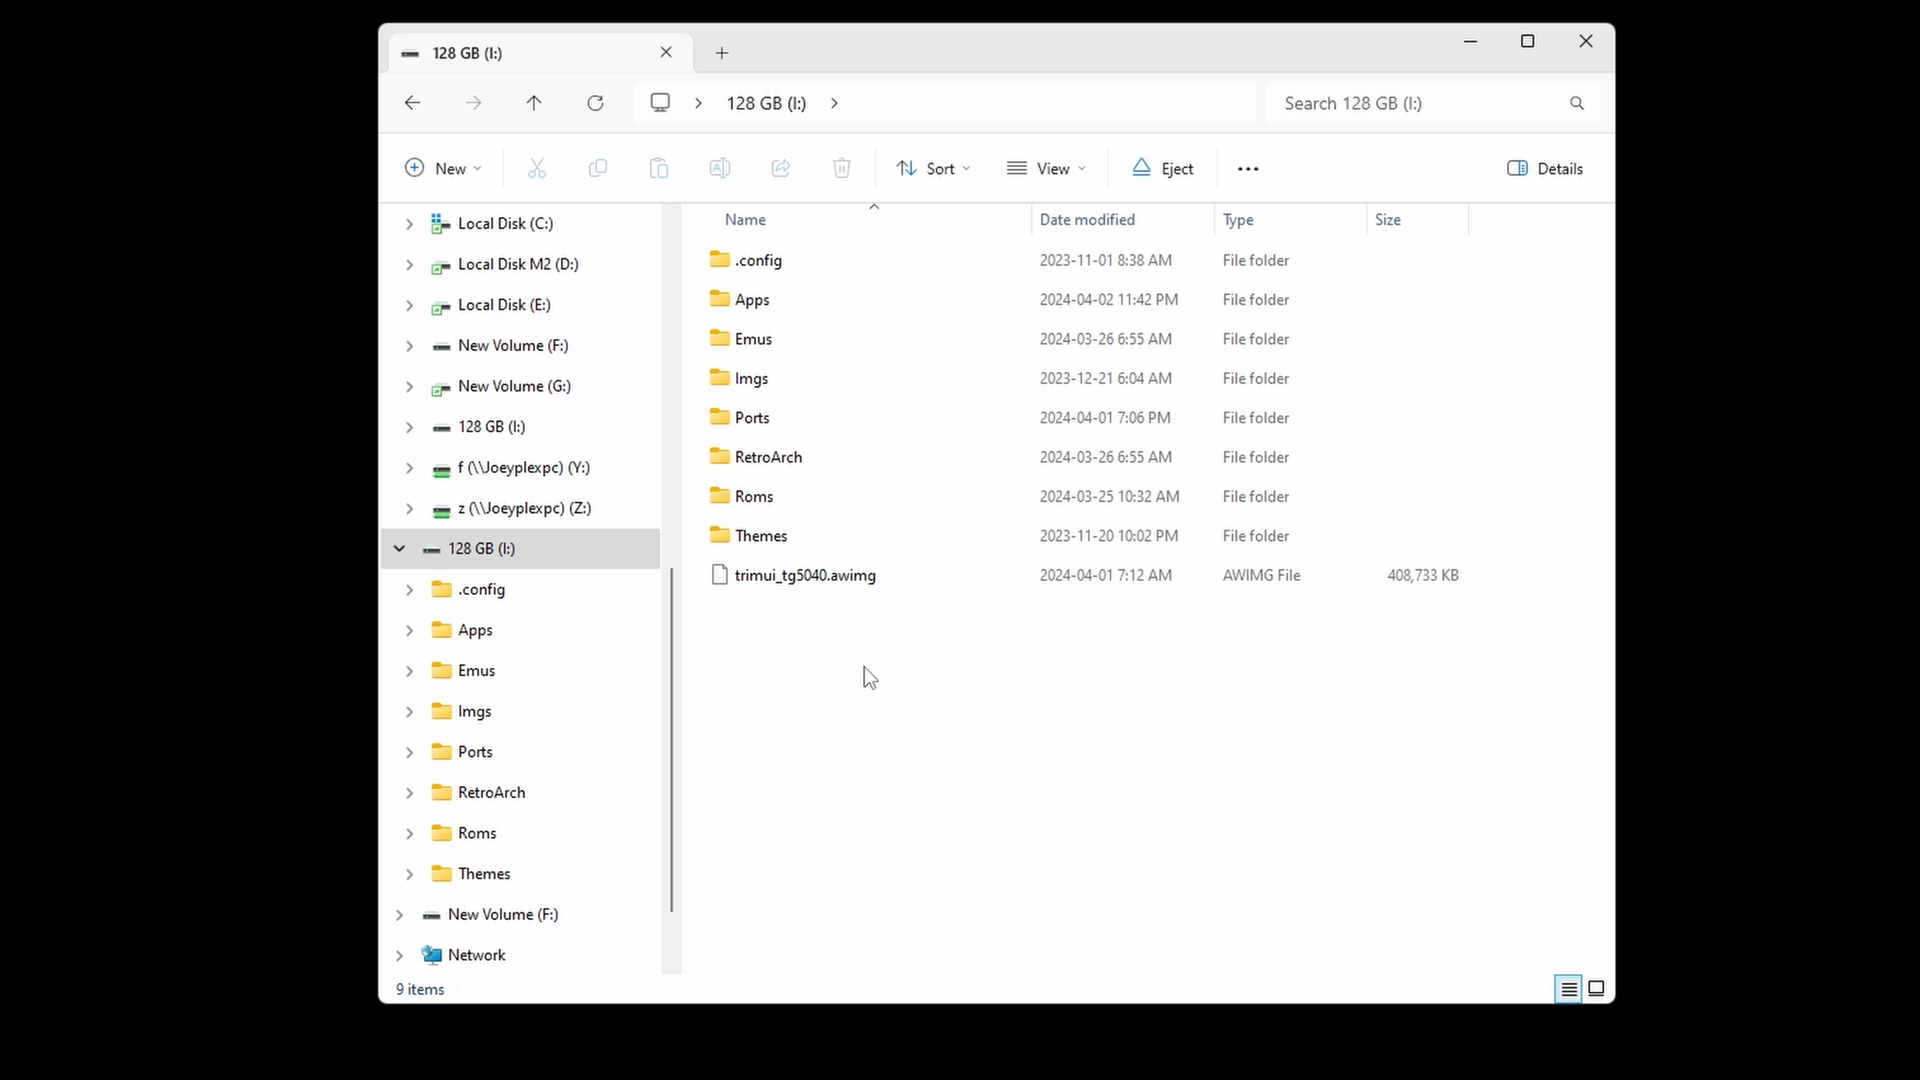 128 GB (I:)
128 GB (I:)
Search 128 GB (I:)
New
Sort
View
Eject
Details
Local Disk (C:)
Local Disk M2 (D:)
Local Disk (E:)
New Volume (F:)
New Volume (G:)
128 GB (I:)
f (\\Joeyplexpc) (Y:)
z (\\Joeyplexpc) (Z:)
128 GB (I:)
.config
Apps
Emus
Imgs
Ports
RetroArch
Roms
Themes
New Volume (F:)
Network
Name Date modified Type Size
.config 2023-11-01 8:38 AM File folder
Apps 2024-04-02 11:42 PM File folder
Emus 2024-03-26 6:55 AM File folder
Imgs 2023-12-21 6:04 AM File folder
Ports 2024-04-01 7:06 PM File folder
RetroArch 2024-03-26 6:55 AM File folder
Roms 2024-03-25 10:32 AM File folder
Themes 2023-11-20 10:02 PM File folder
trimui_tg5040.awimg 2024-04-01 7:12 AM AWIMG File 408,733 KB
9 items